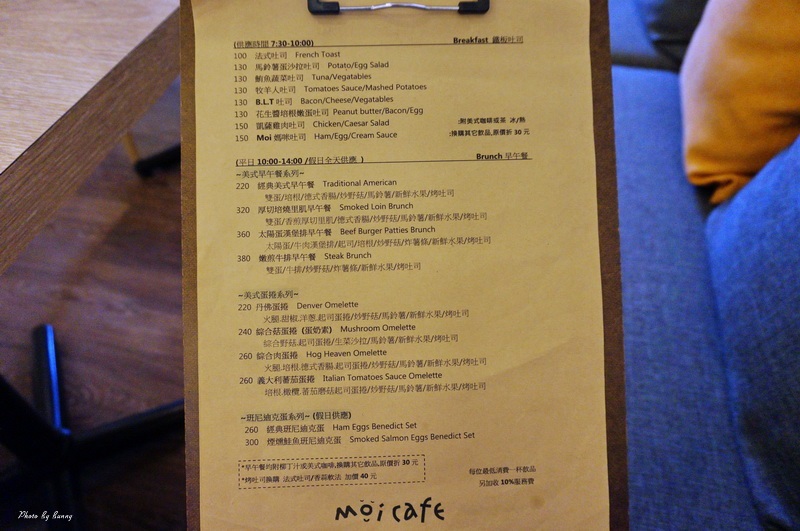 (供應時間 7:30-10:00) Breakfast 鐵板吐司
100 法式吐司 French Toast
130 馬鈴薯蛋沙拉吐司 Potato/Egg Salad
130 鮪魚蔬菜吐司 Tuna/Vegatables
130 牧羊人吐司 Tomatoes Sauce/Mashed Potatoes
130 B.L.T 吐司 Bacon/Cheese/Vegatables
130 花生醬培根嫩蛋吐司 Peanut butter/Bacon/Egg
150 凱薩雞肉吐司 Chicken/Caesar Salad ;附美式咖啡或茶 冰/熱
150 Moi 媽咪吐司 Ham/Egg/Cream Sauce ;換購其它飲品,原價折 30 元
(平日 10:00-14:00 /假日全天供應 ) Brunch 早午餐
~美式早午餐系列~
220 經典美式早午餐 Traditional American
雙蛋/培根/德式香腸/炒野菇/馬鈴薯/新鮮水果/烤吐司
320 厚切培燒里肌早午餐 Smoked Loin Brunch
雙蛋/香煎厚切里肌/德式香腸/炒野菇/馬鈴薯/新鮮水果/烤吐司
360 太陽蛋漢堡排早午餐 Beef Burger Patties Brunch
太陽蛋/牛肉漢堡排/起司/培根/炒野菇/炸薯條/新鮮水果/烤吐司
380 嫩煎牛排早午餐 Steak Brunch
雙蛋/牛排/炒野菇/炸薯條/新鮮水果/烤吐司
~美式蛋捲系列~
220 丹佛蛋捲 Denver Omelette
火腿.甜椒.洋蔥.起司蛋捲/炒野菇/馬鈴薯/新鮮水果/烤吐司
240 綜合菇蛋捲 (蛋奶素) Mushroom Omelette
綜合野菇.起司蛋捲/生菜沙拉/馬鈴薯/新鮮水果/烤吐司
260 綜合肉蛋捲 Hog Heaven Omelette
火腿.培根.德式香腸.起司蛋捲/炒野菇/馬鈴薯/新鮮水果/烤吐司
260 義大利蕃茄蛋捲 Italian Tomatoes Sauce Omelette
培根.橄欖.蕃茄蘑菇起司蛋捲/炒野菇/馬鈴薯/新鮮水果/烤吐司
~班尼迪克蛋系列~ (假日供應)
260 經典班尼迪克蛋 Ham Eggs Benedict Set
300 煙燻鮭魚班尼迪克蛋 Smoked Salmon Eggs Benedict Set
*早午餐均附柳丁汁或美式咖啡,換購其它飲品,原價折 30 元
*烤吐司換購 法式吐司/香蒜軟法 加價 40 元
每位最低消費一杯飲品
另加收 10%服務費
moi cafe
Photo By Bunny